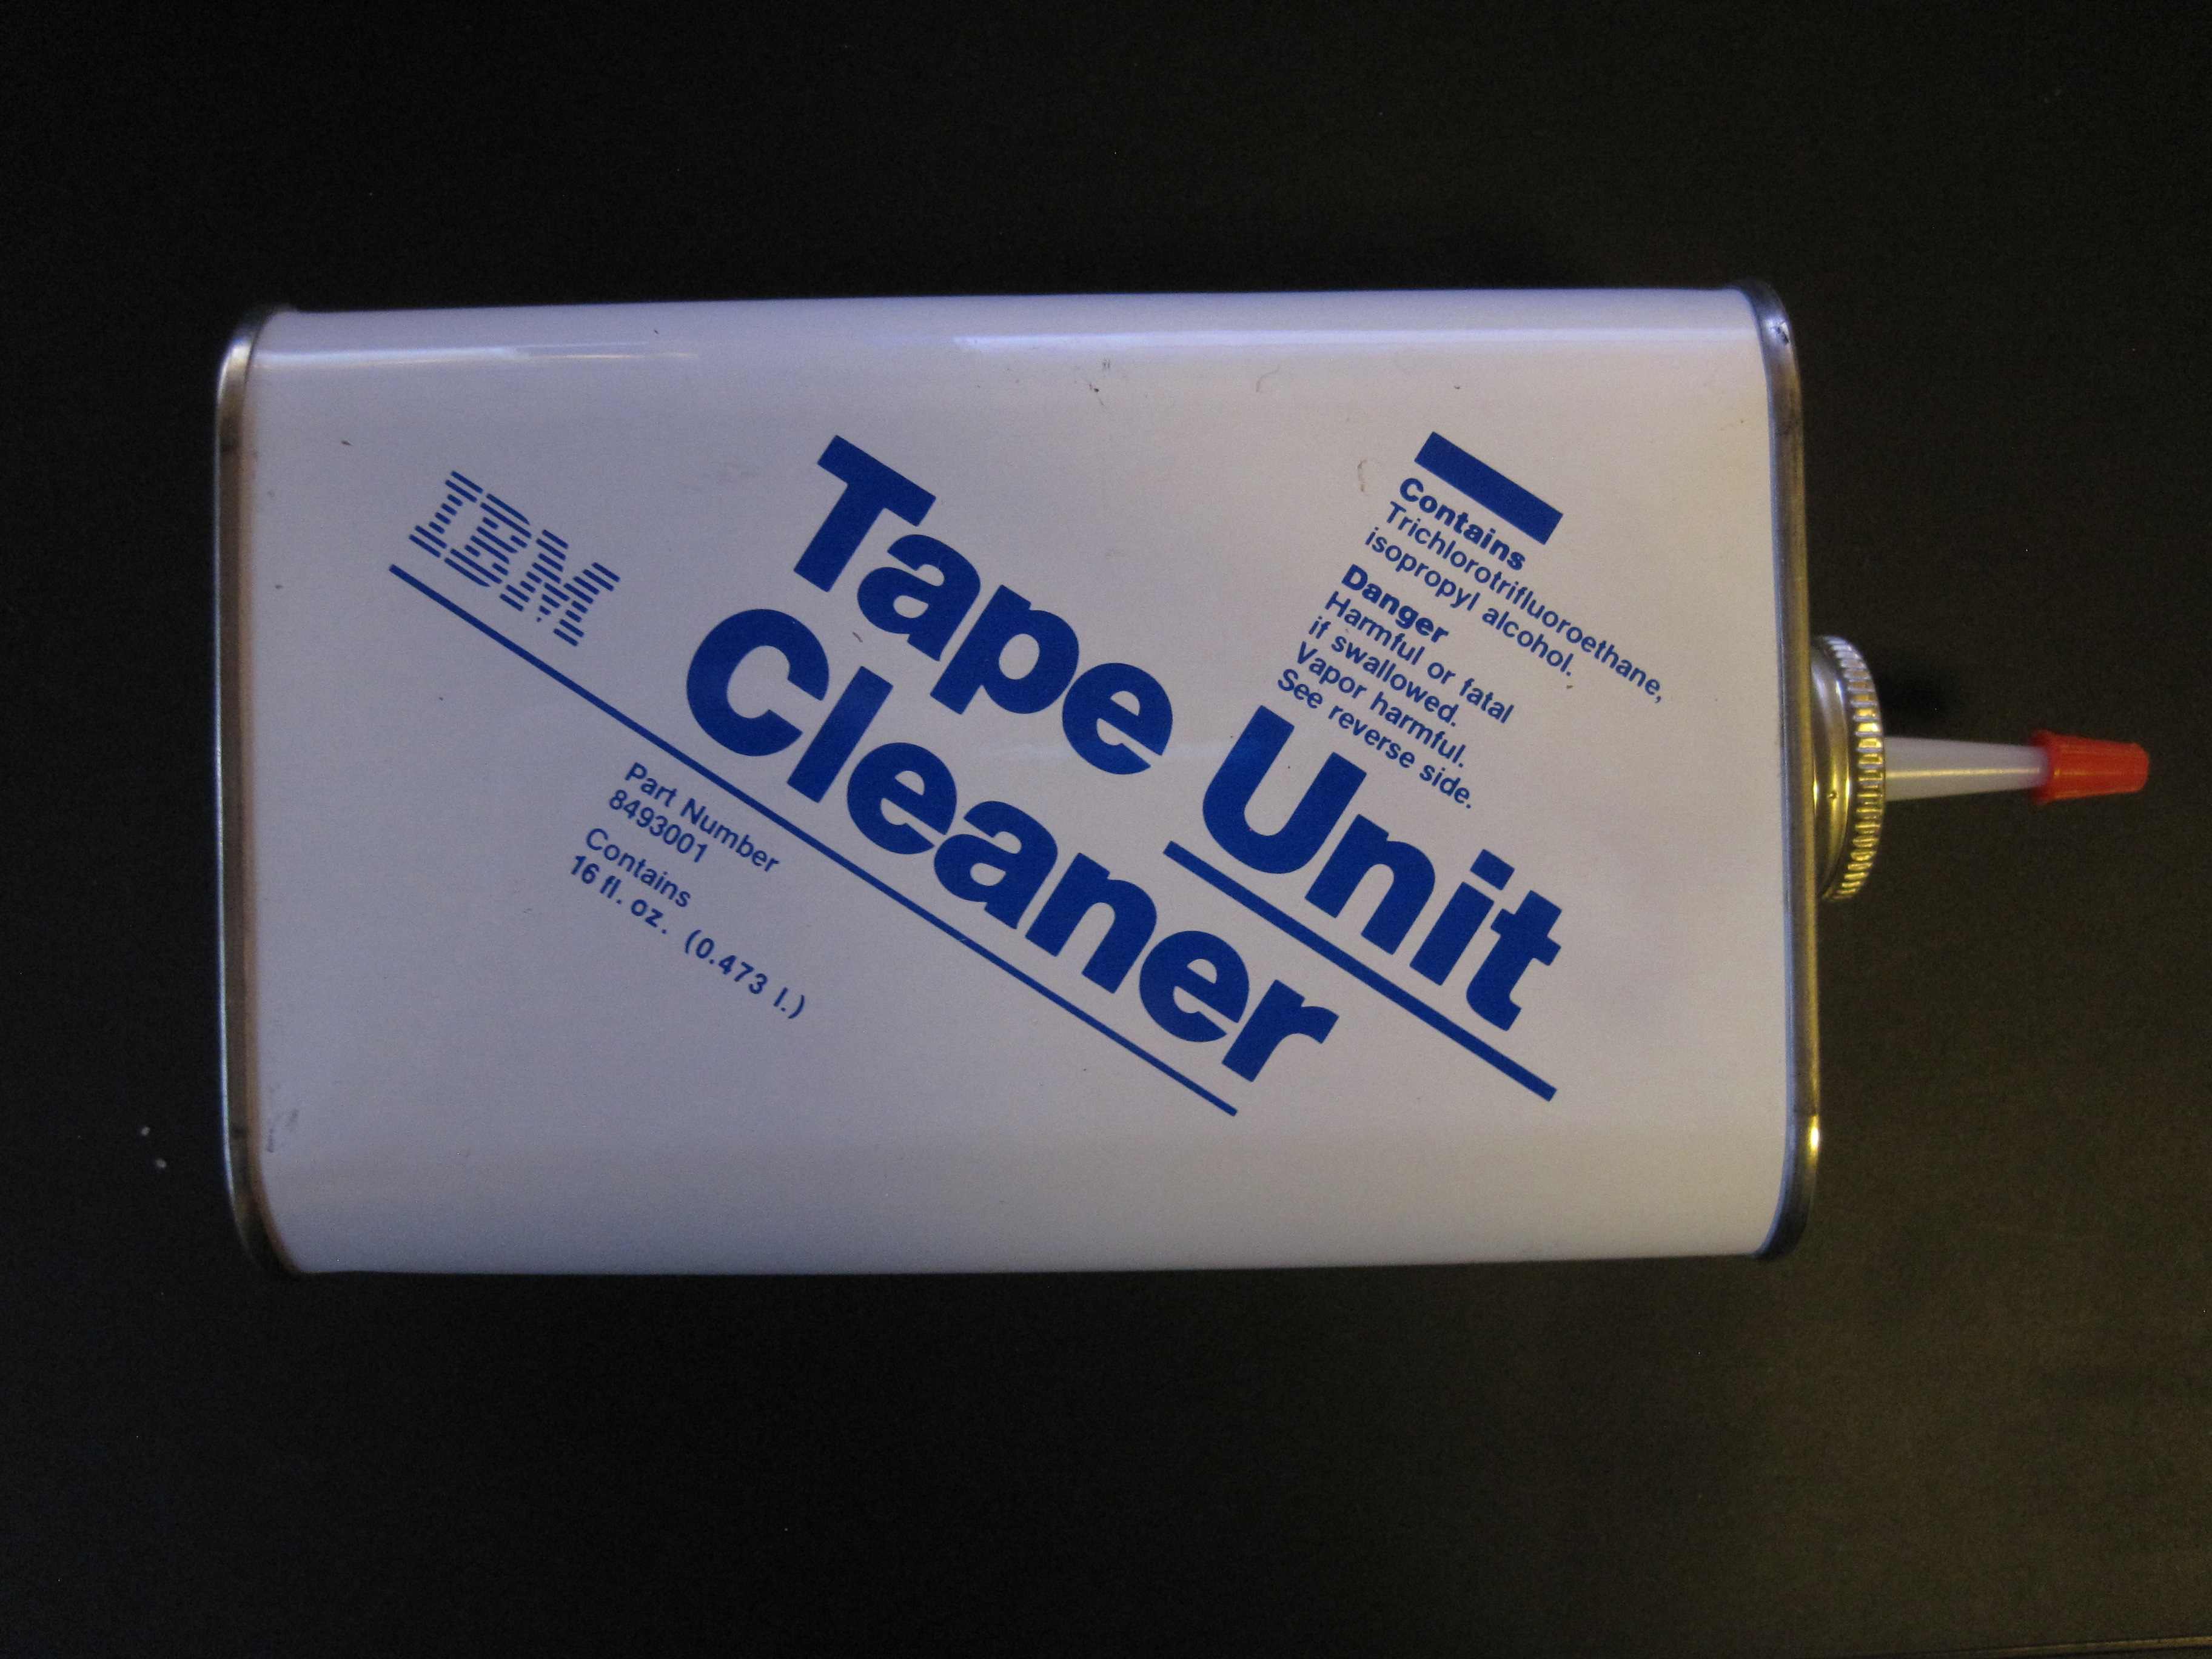 IBM
Tape Unit
Cleaner
Part Number
8493001
Contains
16 fl. oz. (0.473 l.)
Contains
Trichlorotrifluoroethane,
isopropyl alcohol.
Danger
Harmful or fatal
if swallowed.
Vapor harmful.
See reverse side.